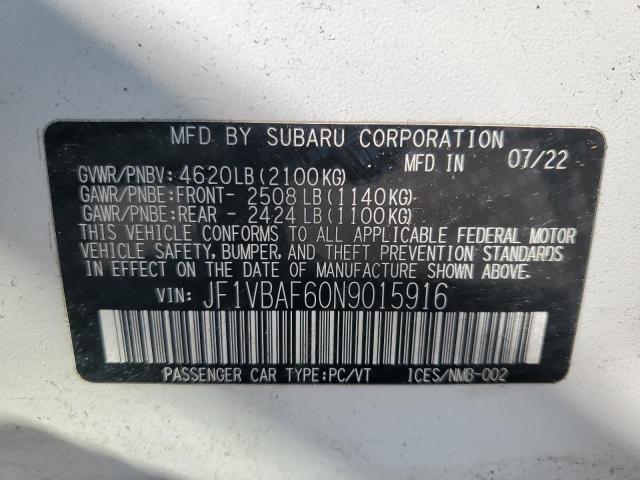 MFD BY SUBARU CORPORATION
MFD IN 07/22
GVWR/PNBV: 4620LB(2100KG)
GAWR/PNBE:FRONT- 2508LB(1140KG)
GAWR/PNBE:REAR - 2424LB(1100KG)
THIS VEHICLE CONFORMS TO ALL APPLICABLE FEDERAL MOTOR
VEHICLE SAFETY, BUMPER, AND THEFT PREVENTION STANDARDS
IN EFFECT ON THE DATE OF MANUFACTURE SHOWN ABOVE.
VIN: JF1VBAF60N9015916
PASSENGER CAR TYPE:PC/VT ICES/NMB-002